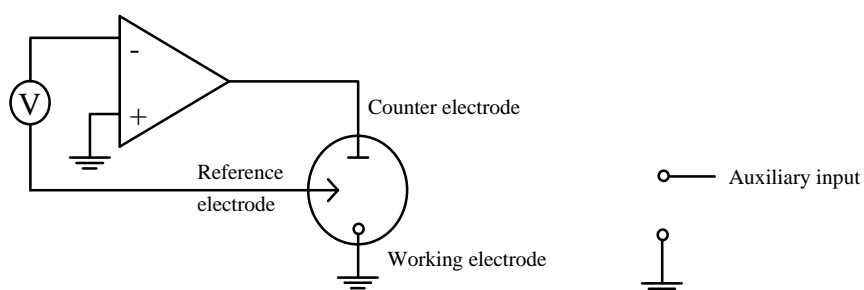 -
V
+
Counter electrode
Reference
electrode
Auxiliary input
Working electrode